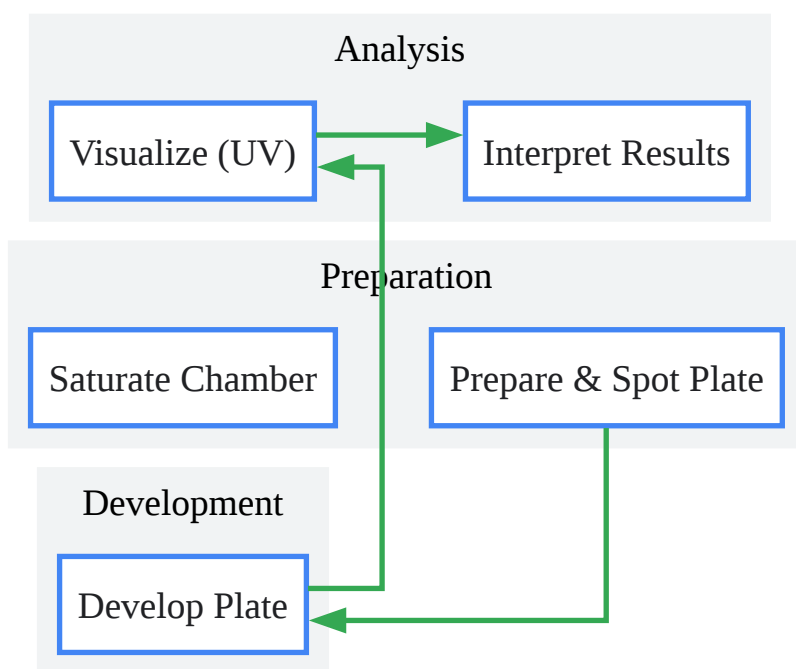 Analysis
Visualize (UV)
Interpret Results
Preparation
Saturate Chamber
Prepare & Spot Plate
Development
Develop Plate